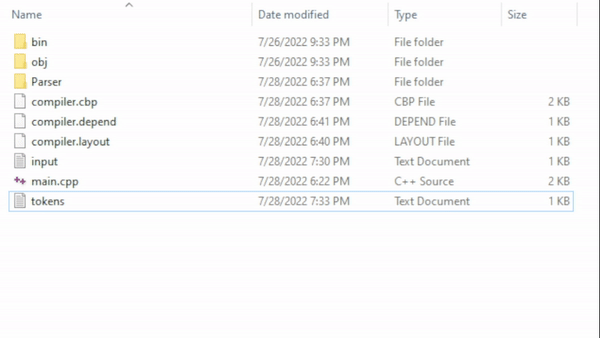 Name Date modified Type Size
bin 7/26/2022 9:33 PM File folder
obj 7/26/2022 9:33 PM File folder
Parser 7/28/2022 6:37 PM File folder
compiler.cbp 7/28/2022 6:37 PM CBP File 2 KB
compiler.depend 7/28/2022 6:41 PM DEPEND File 1 KB
compiler.layout 7/28/2022 6:40 PM LAYOUT File 1 KB
input 7/28/2022 7:30 PM Text Document 1 KB
main.cpp 7/28/2022 6:22 PM C++ Source 2 KB
tokens 7/28/2022 7:33 PM Text Document 1 KB